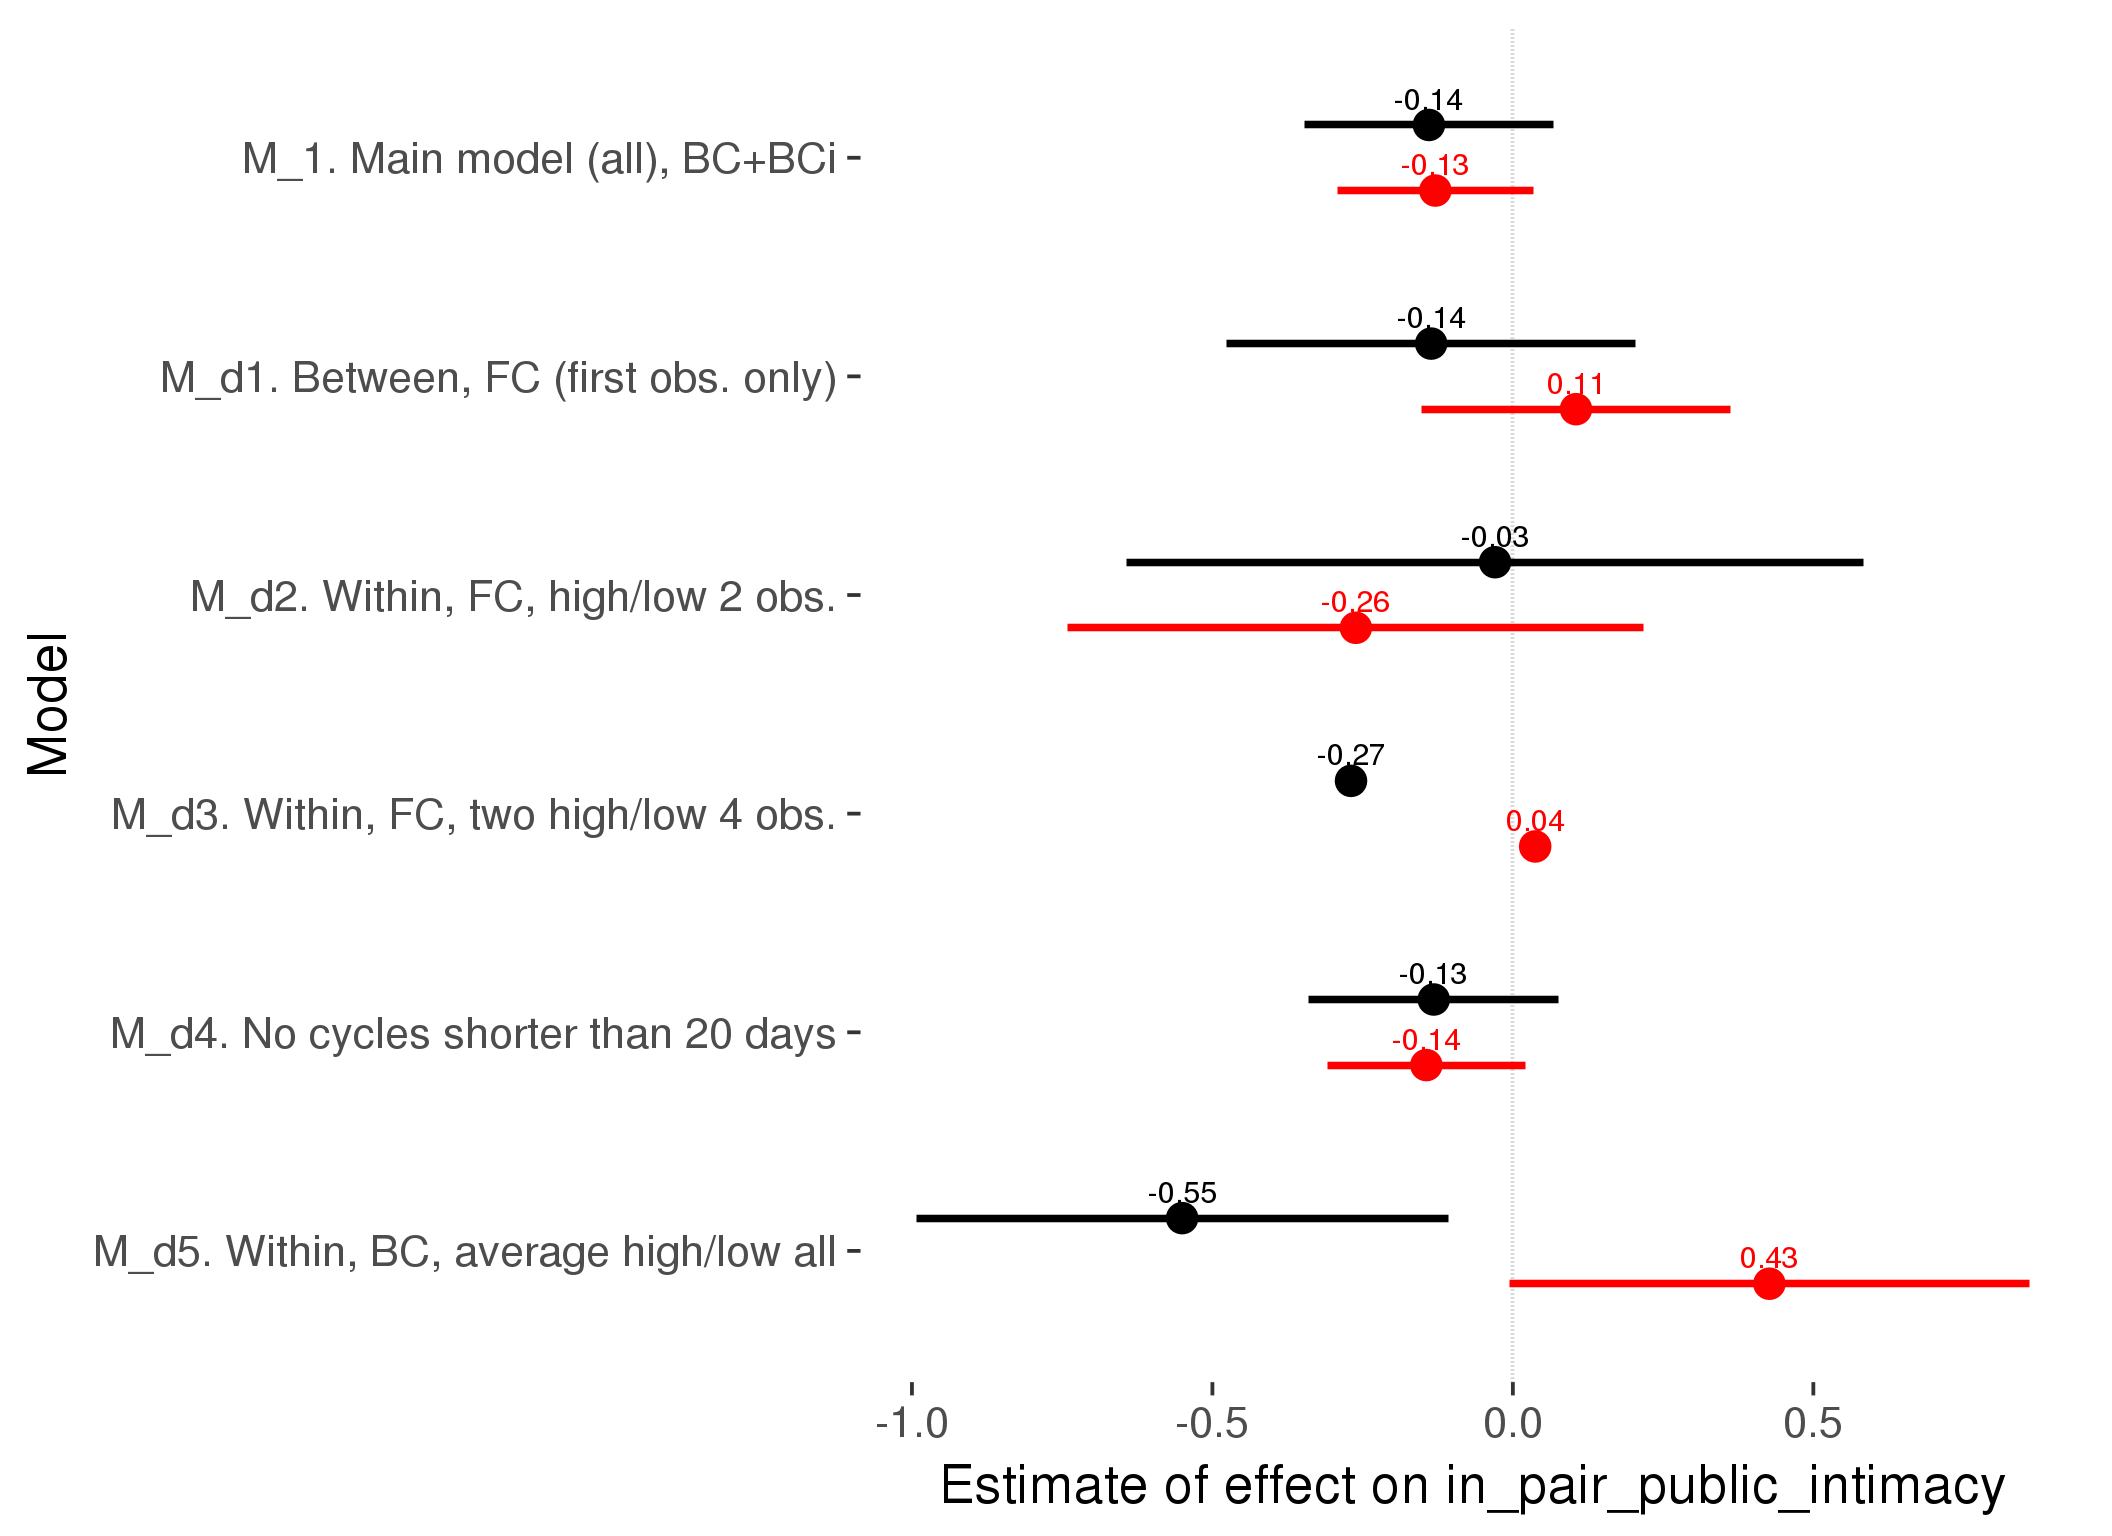 -0.14
M_1. Main model (all), BC+BCi
-0.13
-0.14
M_d1. Between, FC (first obs. only)
0.11
-0.03
M_d2. Within, FC, high/low 2 obs.
-0.26
Model
-0.27
M_d3. Within, FC, two high/low 4 obs.
0.04
-0.13
M_d4. No cycles shorter than 20 days
-0.14
-0.55
M_d5. Within, BC, average high/low all
0.43
-1.0 -0.5 0.0 0.5
Estimate of effect on in_pair_public_intimacy